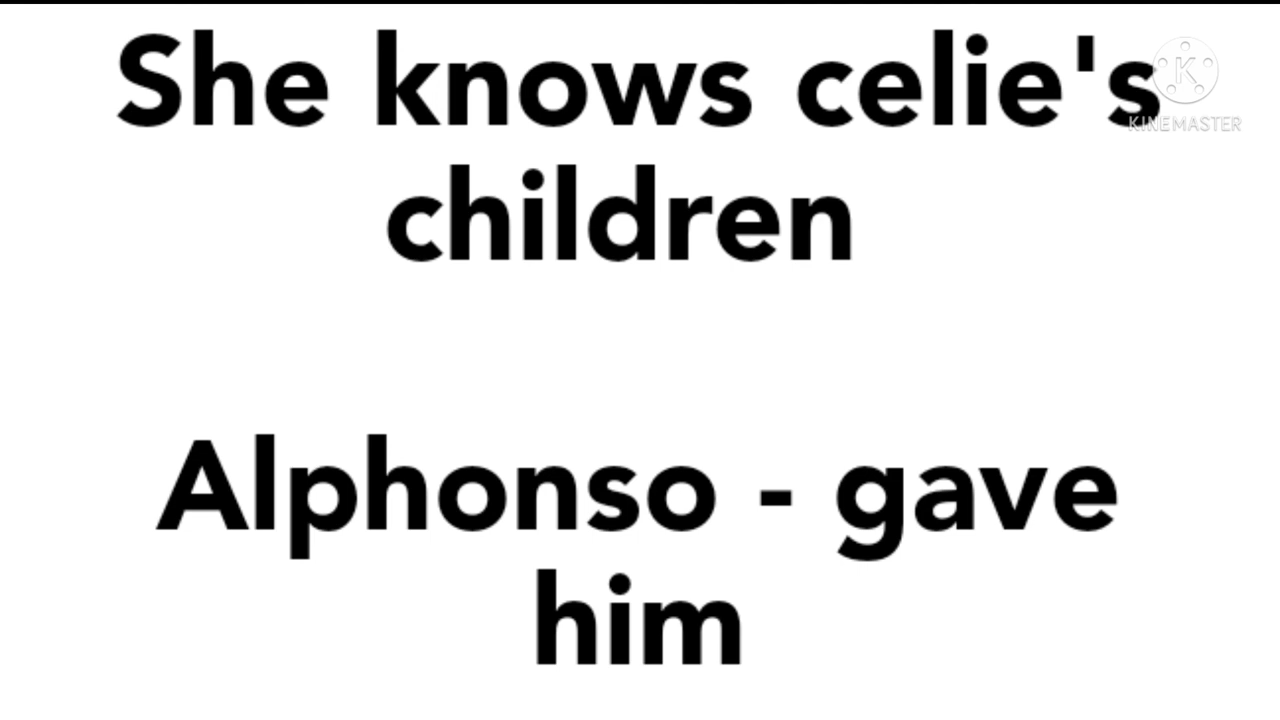 She knows celie's
K
KINEMASTER
children
Alphonso - gave
him